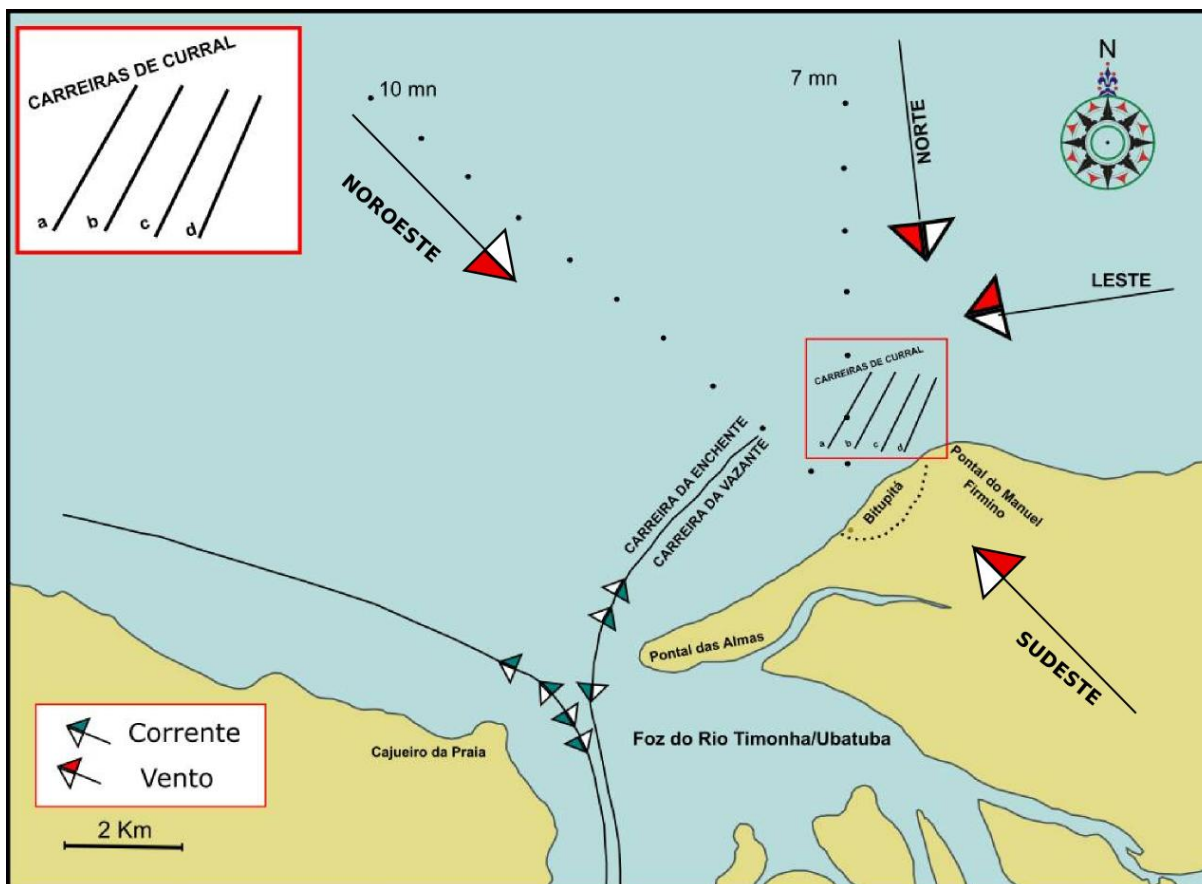 CARREIRAS DE CURRAL
a
b
c
d
10 mn
7 mn
N
NORTE
NOROESTE
LESTE
CARREIRAS DE CURRAL
a
b
c
d
CARREIRA DA ENCHENTE
CARREIRA DA VAZANTE
Bitupitá
Pontal do Manuel
Firmino
Pontal das Almas
SUDESTE
Corrente
Vento
Cajueiro da Praia
Foz do Rio Timonha/Ubatuba
2 Km